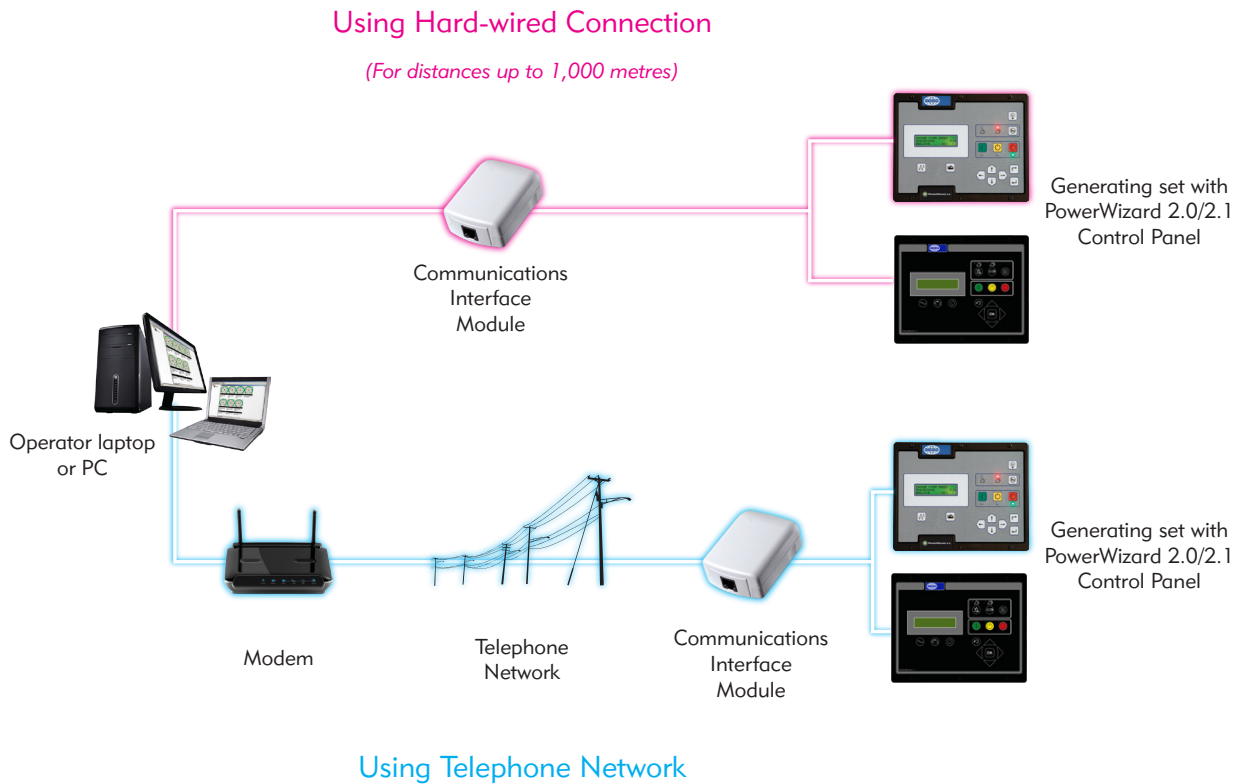 Using Hard-wired Connection
(For distances up to 1,000 metres)
Generating set with
PowerWizard 2.0/2.1
Control Panel
Communications
Interface
Module
Operator laptop
or PC
Generating set with
PowerWizard 2.0/2.1
Control Panel
Modem
Telephone
Network
Communications
Interface
Module
Using Telephone Network